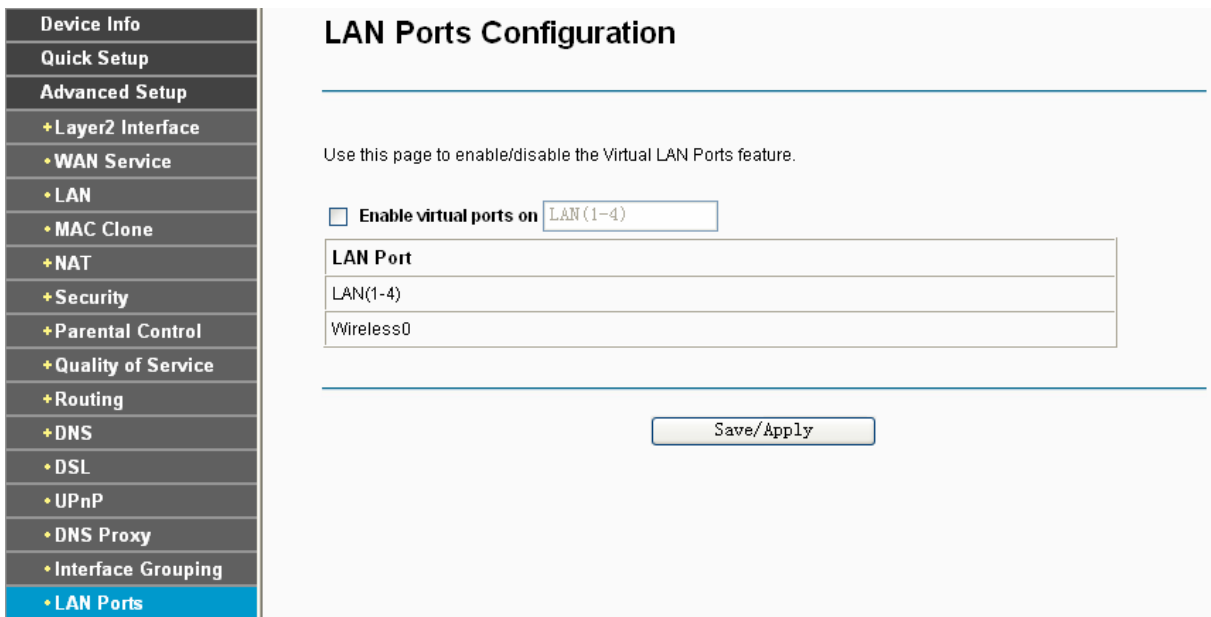 Device Info
Quick Setup
Advanced Setup
+Layer2 Interface
•WAN Service
•LAN
•MAC Clone
+NAT
+Security
+Parental Control
+Quality of Service
+Routing
+DNS
•DSL
•UPnP
•DNS Proxy
•Interface Grouping
•LAN Ports
LAN Ports Configuration
Use this page to enable/disable the Virtual LAN Ports feature.
Enable virtual ports on LAN(1-4)
LAN Port
LAN(1-4)
Wireless0
Save/Apply